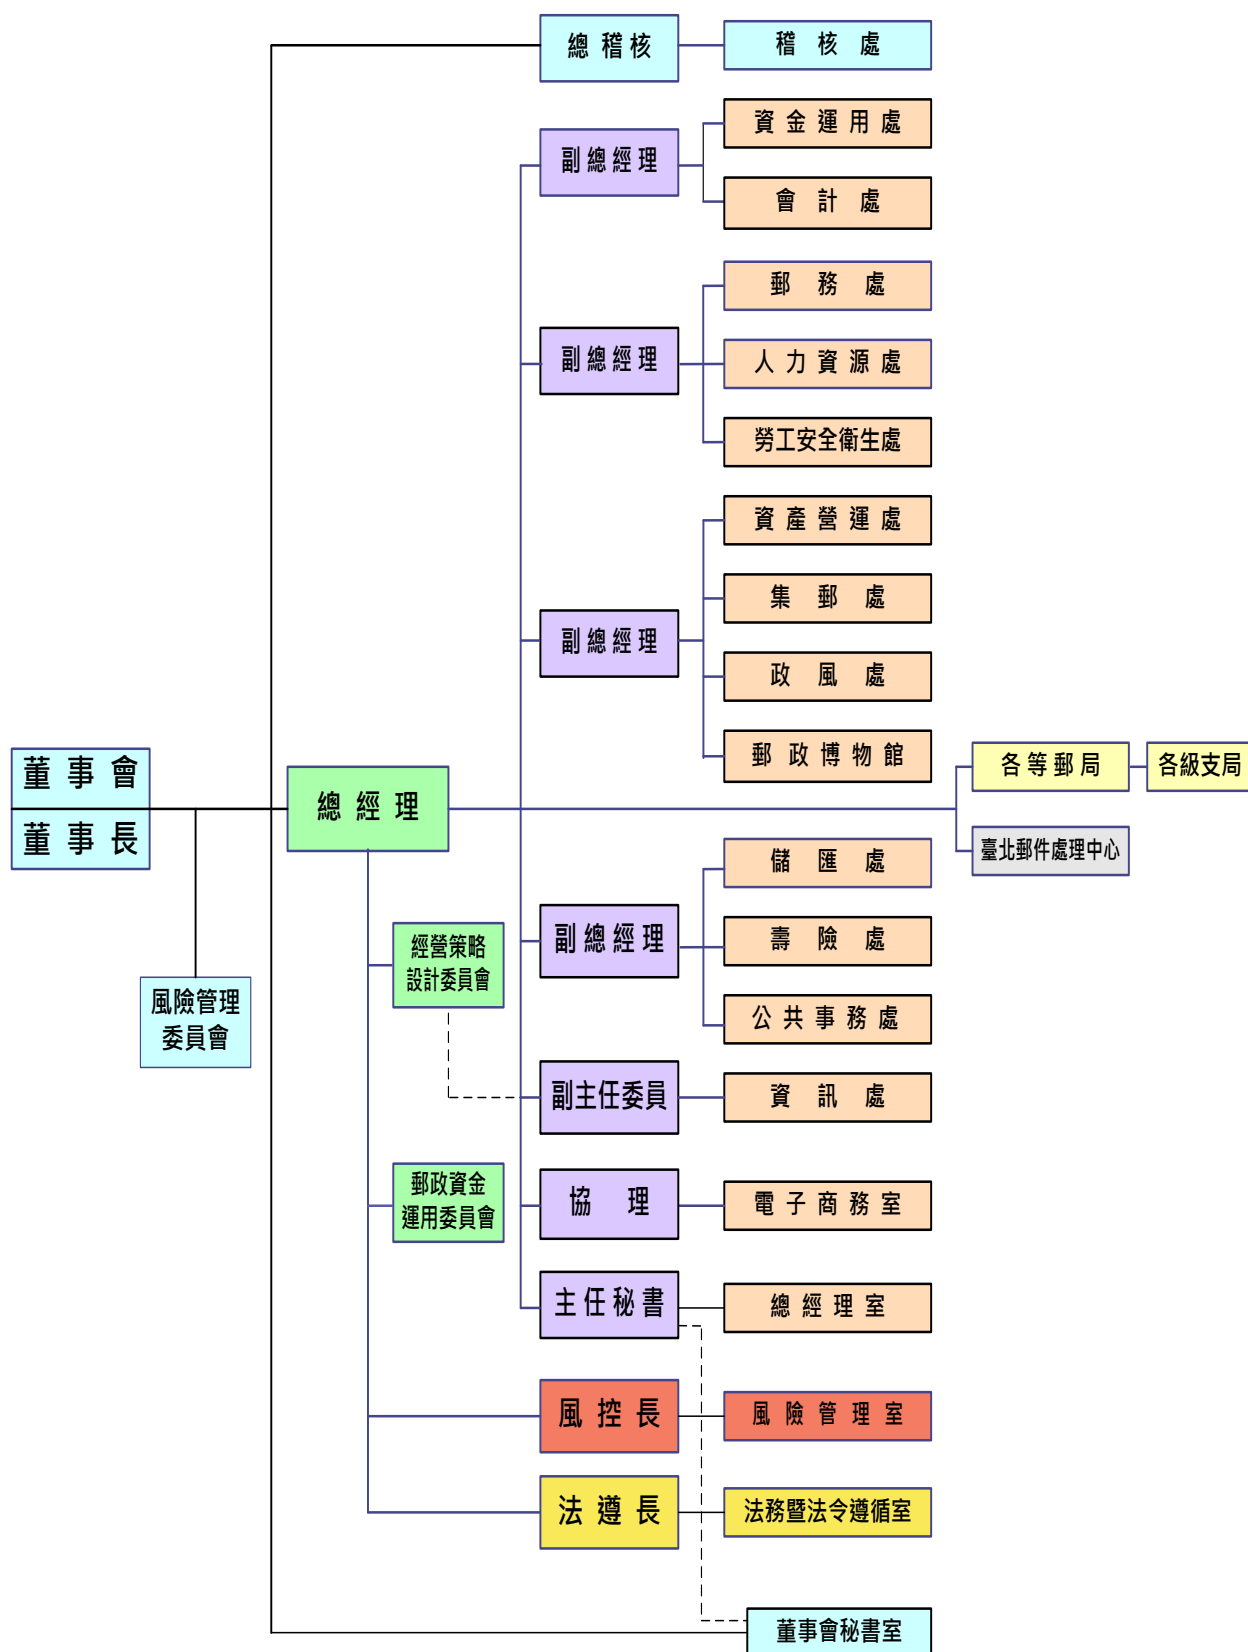 總稽核
稽核處
副總經理
資金運用處
會計處
副總經理
郵務處
人力資源處
勞工安全衛生處
副總經理
資產營運處
集郵處
政風處
郵政博物館
董事會
董事長
風險管理
委員會
總經理
各等郵局
各級支局
臺北郵件處理中心
經營策略
設計委員會
郵政資金
運用委員會
副總經理
儲匯處
壽險處
公共事務處
副主任委員
資訊處
協理
電子商務室
主任秘書
總經理室
風控長
風險管理室
法遵長
法務暨法令遵循室
董事會秘書室